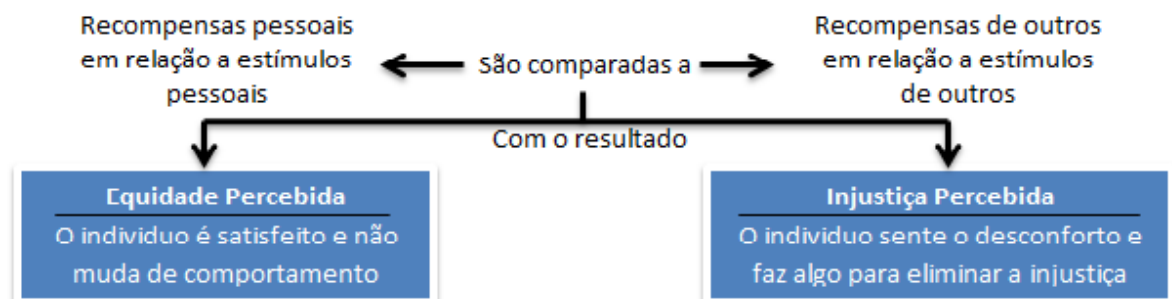 Recompensas pessoais
em relação a estímulos
pessoais
São comparadas a
Recompensas de outros
em relação a estímulos
de outros
Com o resultado
Equidade Percebida
O individuo é satisfeito e não
muda de comportamento
Injustiça Percebida
O individuo sente o desconforto e
faz algo para eliminar a injustiça